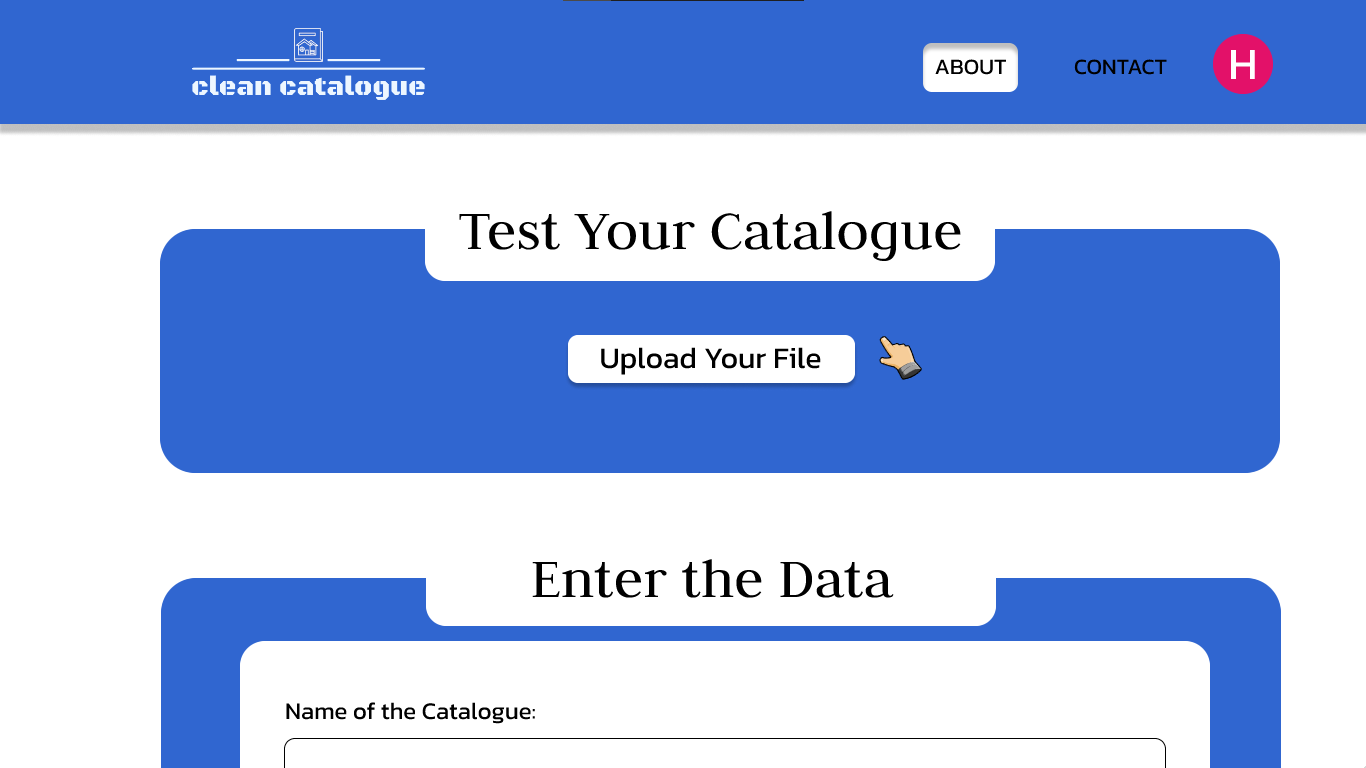 clean catalogue
ABOUT
CONTACT
H
Test Your Catalogue
Upload Your File
Enter the Data
Name of the Catalogue: